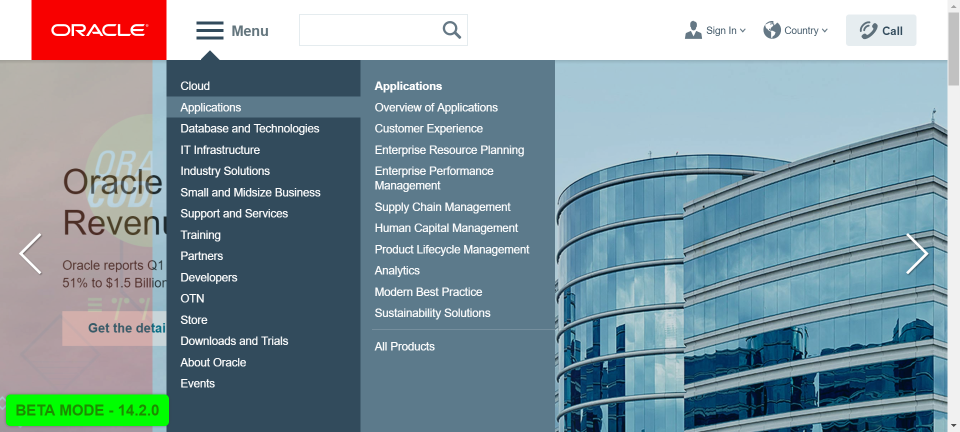 ORACLE
Menu
Sign In
Country
Call
Cloud
Applications
Database and Technologies
IT Infrastructure
Industry Solutions
Small and Midsize Business
Support and Services
Training
Partners
Developers
OTN
Store
Downloads and Trials
About Oracle
Events
Applications
Overview of Applications
Customer Experience
Enterprise Resource Planning
Enterprise Performance
Management
Supply Chain Management
Human Capital Management
Product Lifecycle Management
Analytics
Modern Best Practice
Sustainability Solutions
All Products
Oracle
Oracle reports Q1
51% to $1.5
Get the
BETA MODE - 14.2.0